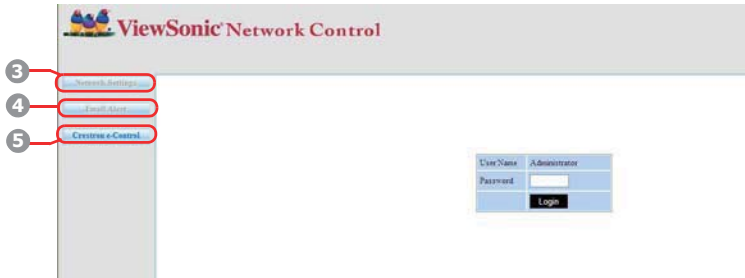 ViewSonic® Network Control
3 Network Settings
4 Email Alert
5 Crestron e-Control
User Name Administrator
Password
Login